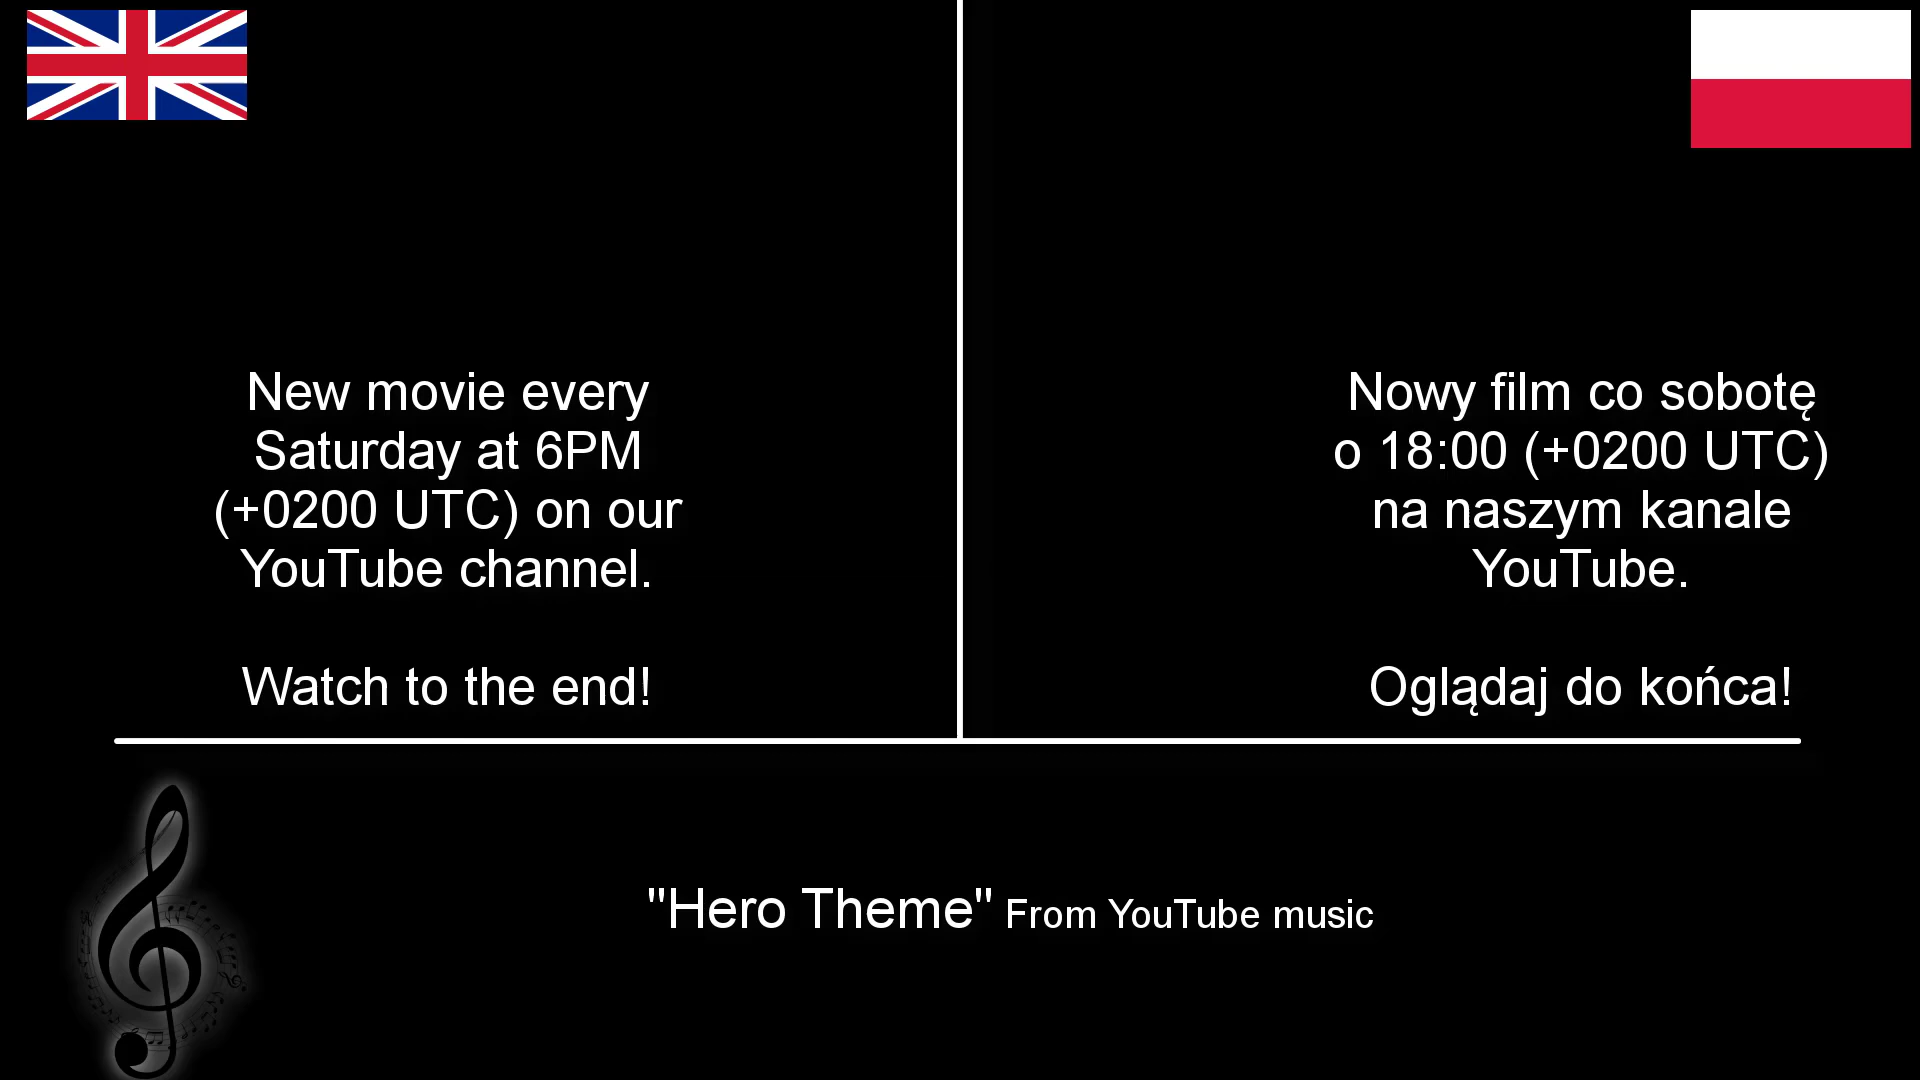 New movie every
Saturday at 6PM
(+0200 UTC) on our
YouTube channel.
Watch to the end!
Nowy film co sobotę
o 18:00 (+0200 UTC)
na naszym kanale
YouTube.
Oglądaj do końca!
"Hero Theme" From YouTube music